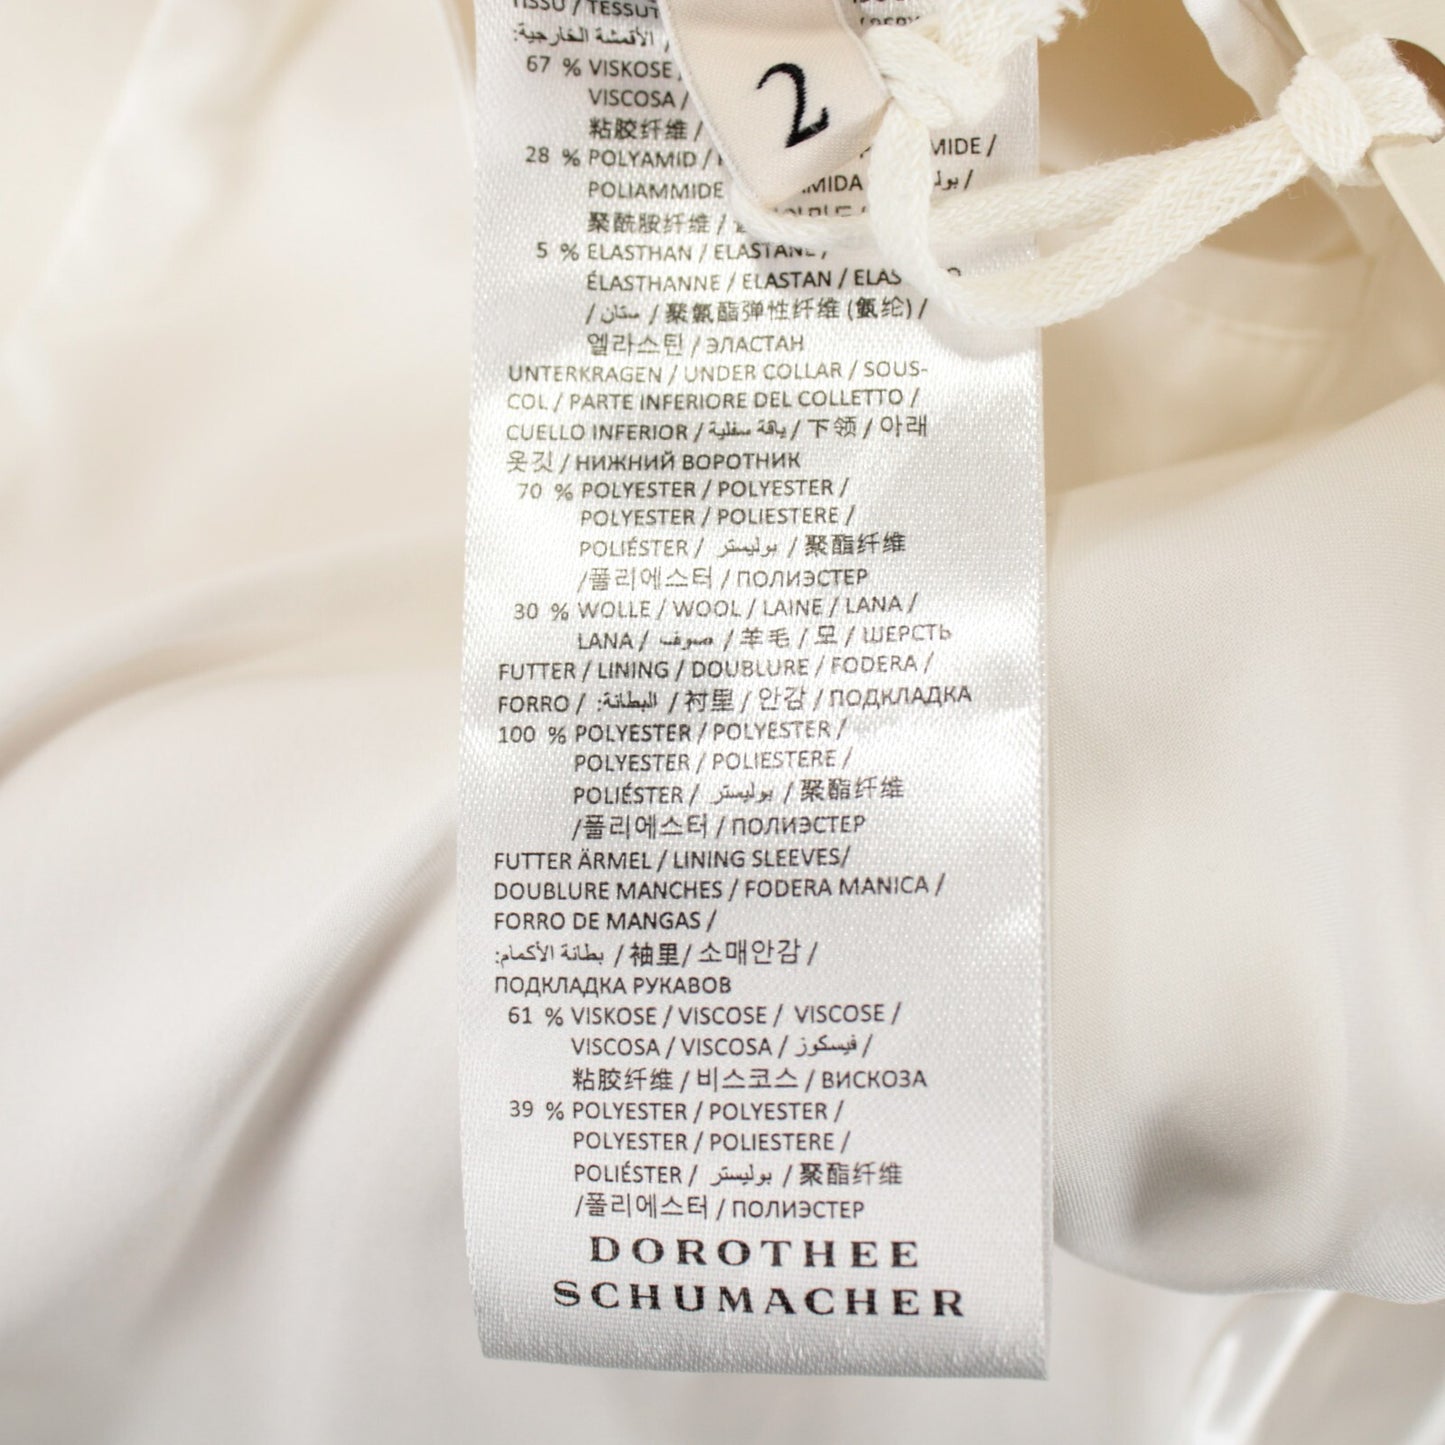 TISSU / TESSUT
/ الأقمشة الخارجية:
2
67 % VISKOSE /
VISCOSA /
粘胶纤维 /
28 % POLYAMID /
POLIAMMIDE
聚酰胺纤维 /
5 % ELASTHAN / ELASTANE /
ÉLASTHANNE / ELASTAN / ELAS
/ ستان / 聚氨酯弹性纤维 (氨纶) /
엘라스틴 / ЭЛАСТАН
UNTERKRAGEN / UNDER COLLAR / SOUS-
COL / PARTE INFERIORE DEL COLLETTO /
CUELLO INFERIOR / ياقة سفلية / 下领 / 아래
옷깃 / НИЖНИЙ ВОРОТНИК
70 % POLYESTER / POLYESTER /
POLYESTER / POLIESTERE /
POLIÉSTER / بوليستر / 聚酯纤维
/폴리에스터 / ПОЛИЭСТЕР
30 % WOLLE / WOOL / LAINE / LANA /
LANA / صوف / 羊毛 / 모 / ШЕРСТЬ
FUTTER / LINING / DOUBLURE / FODERA /
FORRO / البطانة: / 衬里 / 안감 / ПОДКЛАДКА
100 % POLYESTER / POLYESTER /
POLYESTER / POLIESTERE /
POLIÉSTER / بوليستر / 聚酯纤维
/폴리에스터 / ПОЛИЭСТЕР
FUTTER ÄRMEL / LINING SLEEVES/
DOUBLURE MANCHES / FODERA MANICA /
FORRO DE MANGAS /
بطانة الأكمام: / 袖里/ 소매안감 /
ПОДКЛАДКА РУКАВОВ
61 % VISKOSE / VISCOSE / VISCOSE /
VISCOSA / VISCOSA / فيسكوز /
粘胶纤维 / 비스코스 / ВИСКОЗА
39 % POLYESTER / POLYESTER /
POLYESTER / POLIESTERE /
POLIÉSTER / بوليستر / 聚酯纤维
/폴리에스터 / ПОЛИЭСТЕР
DOROTHEE
SCHUMACHER